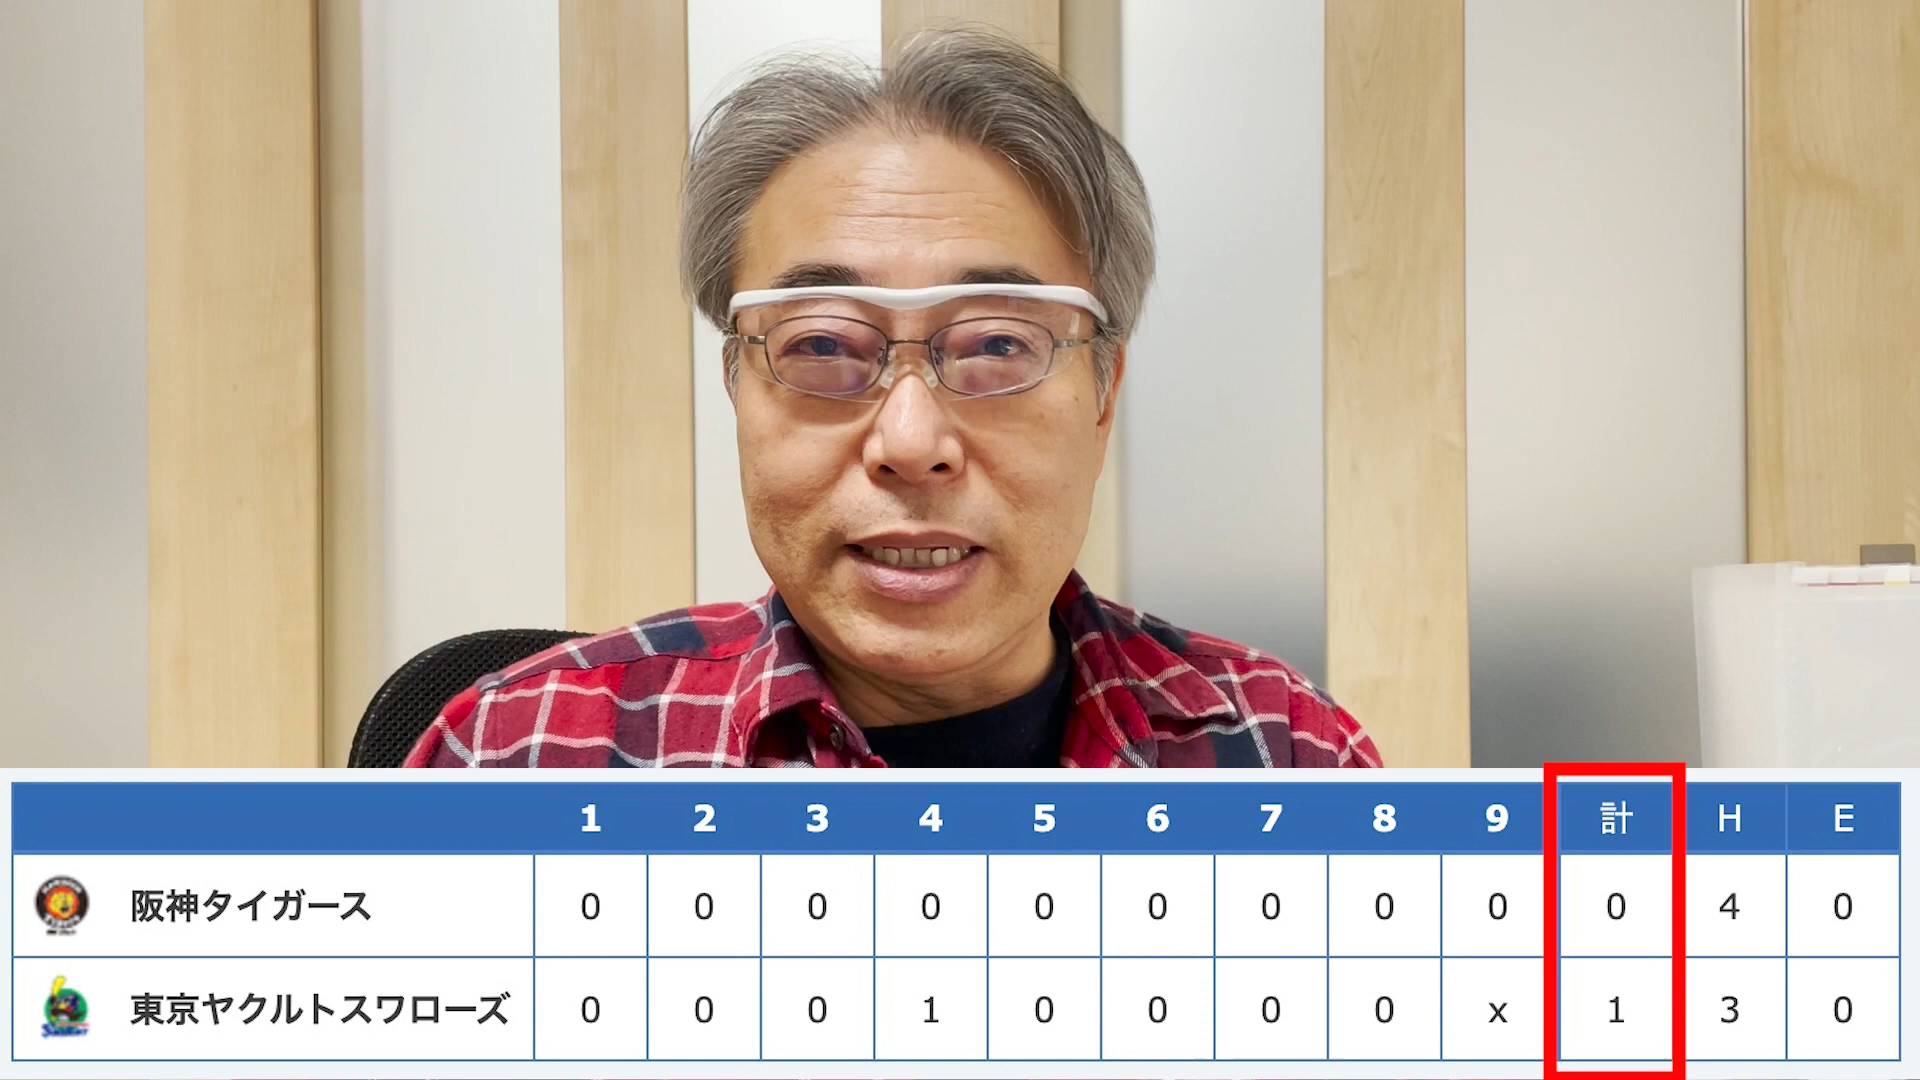 1 2 3 4 5 6 7 8 9 計 H E
阪神タイガース 0 0 0 0 0 0 0 0 0 0 4 0
東京ヤクルトスワローズ 0 0 0 1 0 0 0 0 x 1 3 0